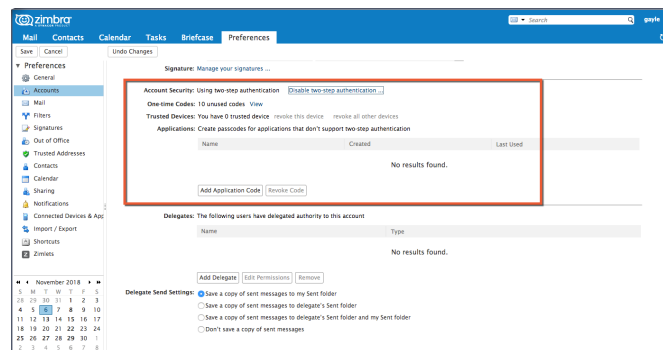 zimbra
Search
gayle
Mail Contacts Calendar Tasks Briefcase Preferences
Save Cancel Undo Changes
Preferences
General
Accounts
Mail
Filters
Signatures
Out of Office
Trusted Addresses
Contacts
Calendar
Sharing
Notifications
Connected Devices & App
Import / Export
Shortcuts
Z Zimlets
November 2018
S M T W T F S
28 29 30 31 1 2 3
4 5 6 7 8 9 10
11 12 13 14 15 16 17
18 19 20 21 22 23 24
25 26 27 28 29 30 1
2 3 4 5 6 7 8
Signature: Manage your signatures ...
Account Security: Using two-step authentication Disable two-step authentication ...
One-time Codes: 10 unused codes View
Trusted Devices: You have 0 trusted device revoke this device revoke all other devices
Applications: Create passcodes for applications that don't support two-step authentication
Name Created Last Used
No results found.
Add Application Code Revoke Code
Delegates: The following users have delegated authority to this account
Name Type
No results found.
Add Delegate Edit Permissions Remove
Delegate Send Settings: Save a copy of sent messages to my Sent folder
Save a copy of sent messages to delegate's Sent folder
Save a copy of sent messages to delegate's Sent folder and my Sent folder
Don't save a copy of sent messages